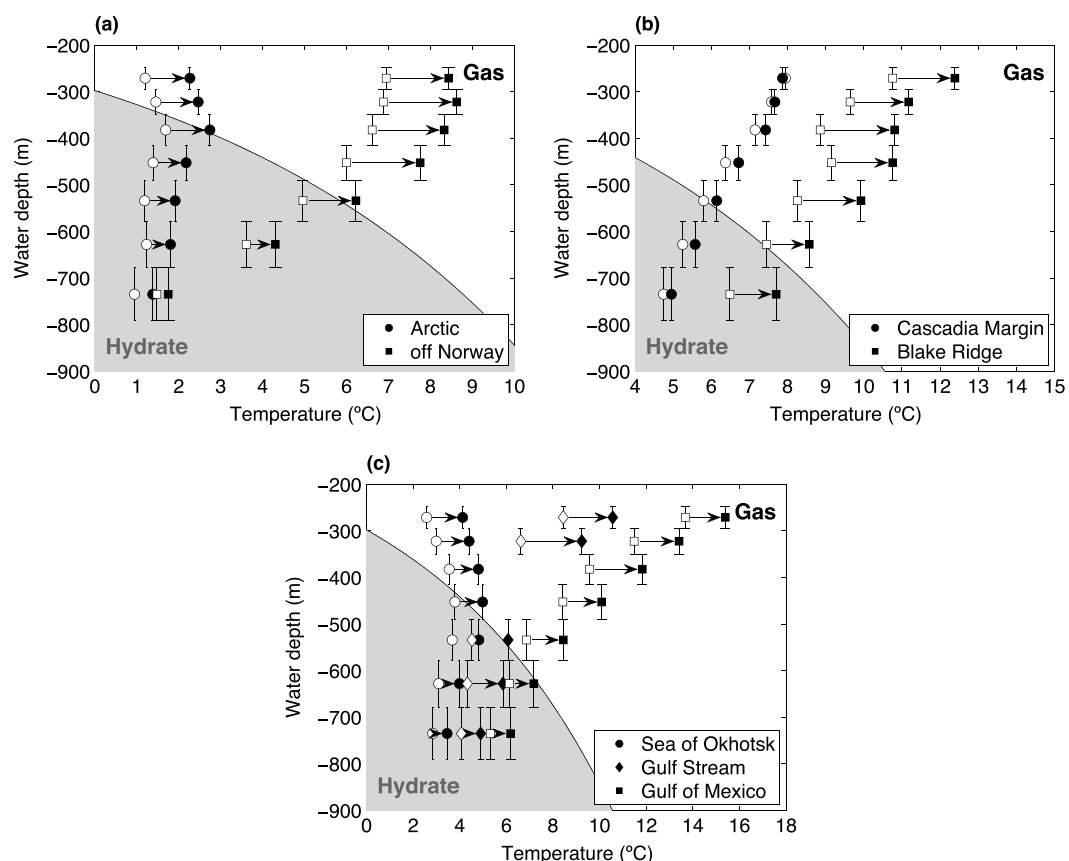 (a)
−200
−300
−400
−500
−600
−700
−800
−900
Water depth (m)
Gas
Hydrate
Arctic
off Norway
0 1 2 3 4 5 6 7 8 9 10
Temperature (ºC)
(b)
−200
−300
−400
−500
−600
−700
−800
−900
Water depth (m)
Gas
Hydrate
Cascadia Margin
Blake Ridge
4 5 6 7 8 9 10 11 12 13 14 15
Temperature (ºC)
(c)
−200
−300
−400
−500
−600
−700
−800
−900
Water depth (m)
Gas
Hydrate
Sea of Okhotsk
Gulf Stream
Gulf of Mexico
0 2 4 6 8 10 12 14 16 18
Temperature (ºC)